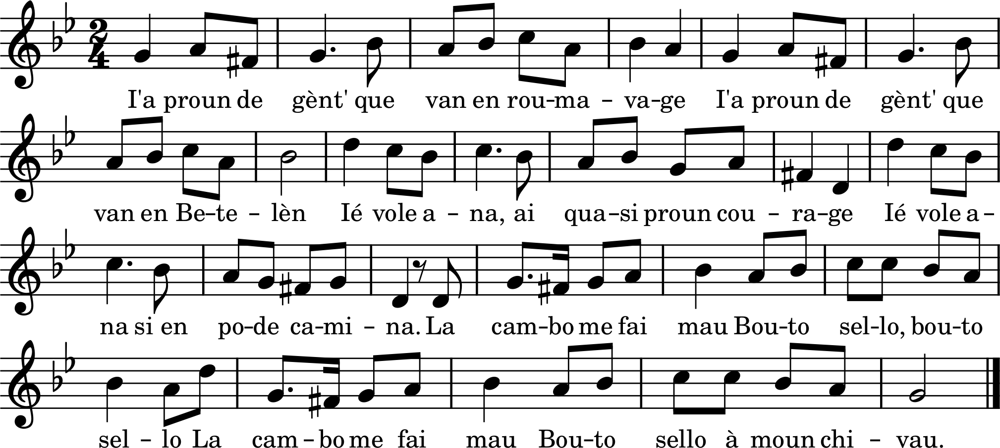 I'a proun de gènt' que van en rou-ma - va-ge I'a proun de gènt' que
van en Be-te - lèn Ié vole a - na, ai qua-si proun cou - ra-ge Ié vole a-
na si en po-de ca-mi - na. La cam-bo me fai mau Bou-to sel-lo, bou-to
sel - lo La cam-bo me fai mau Bou-to sello à moun chi - vau.